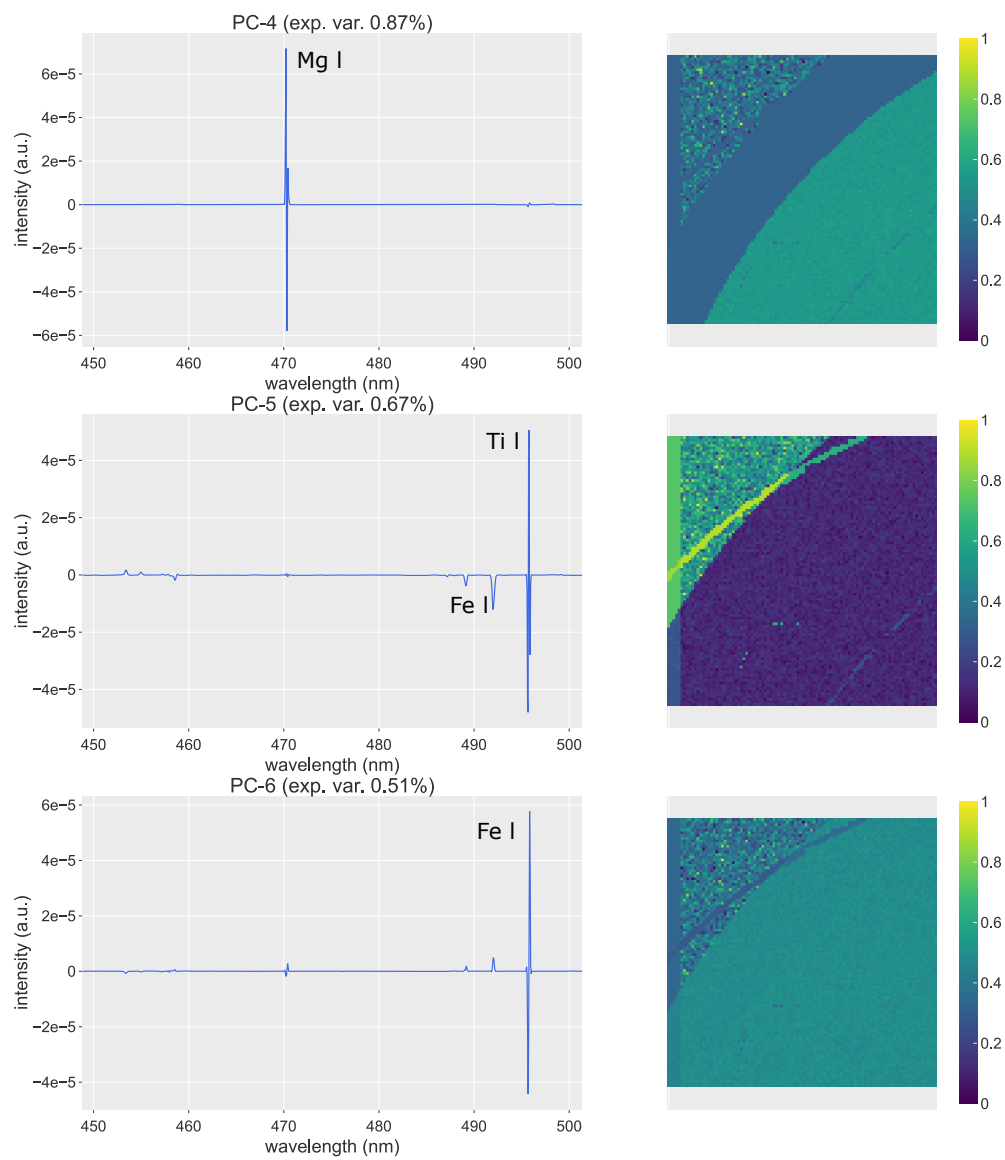 PC-4 (exp. var. 0.87%)
Mg I
6e-5
4e-5
2e-5
0
−2e-5
−4e-5
−6e-5
intensity (a.u.)
450 460 470 480 490 500
wavelength (nm)
1
0.8
0.6
0.4
0.2
0
PC-5 (exp. var. 0.67%)
Ti I
4e-5
2e-5
0
Fe I
−2e-5
−4e-5
intensity (a.u.)
450 460 470 480 490 500
wavelength (nm)
1
0.8
0.6
0.4
0.2
0
PC-6 (exp. var. 0.51%)
6e-5
Fe I
4e-5
2e-5
0
−2e-5
−4e-5
intensity (a.u.)
450 460 470 480 490 500
wavelength (nm)
1
0.8
0.6
0.4
0.2
0